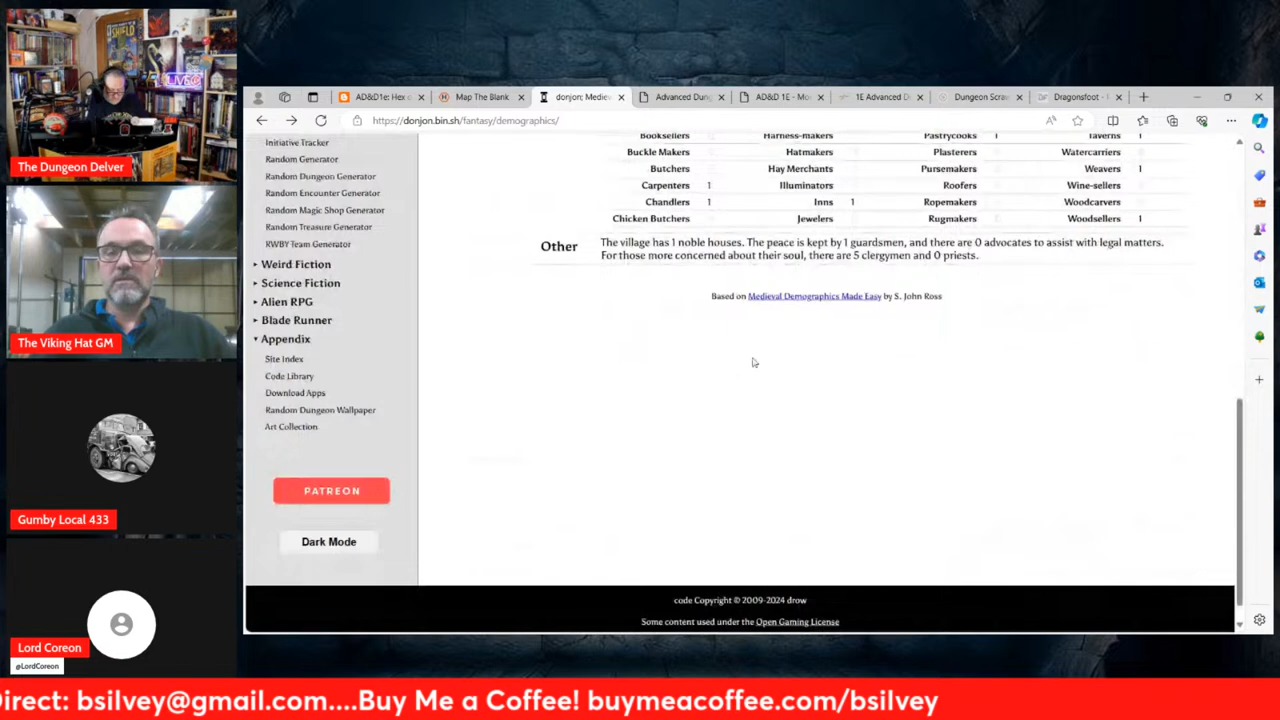 SHIELD
LIVE
The Dungeon Delver
The Viking Hat GM
Gumby Local 433
Lord Coreon
@LordCoreon
AD&D1e: Hex c
Map The Blank
donjon; Mediev
Advanced Dung
AD&D 1E - Mo
1E Advanced D
Dungeon Scraw
Dragonsfoot -
https://donjon.bin.sh/fantasy/demographics/
Initiative Tracker
Random Generator
Random Dungeon Generator
Random Encounter Generator
Random Magic Shop Generator
Random Treasure Generator
RWBY Team Generator
Weird Fiction
Science Fiction
Alien RPG
Blade Runner
Appendix
Site Index
Code Library
Download Apps
Random Dungeon Wallpaper
Art Collection
PATREON
Dark Mode
Booksellers Harness-makers Pastrycooks 1 Taverns 1
Buckle Makers Hatmakers Plasterers Watercarriers
Butchers Hay Merchants Pursemakers Weavers 1
Carpenters 1 Illuminators Roofers Wine-sellers
Chandlers 1 Inns 1 Ropemakers Woodcarvers
Chicken Butchers Jewelers Rugmakers Woodsellers 1
Other The village has 1 noble houses. The peace is kept by 1 guardsmen, and there are 0 advocates to assist with legal matters.
For those more concerned about their soul, there are 5 clergymen and 0 priests.
Based on Medieval Demographics Made Easy by S. John Ross
code Copyright © 2009-2024 drow
Some content used under the Open Gaming License
Direct: bsilvey@gmail.com....Buy Me a Coffee! buymeacoffee.com/bsilvey